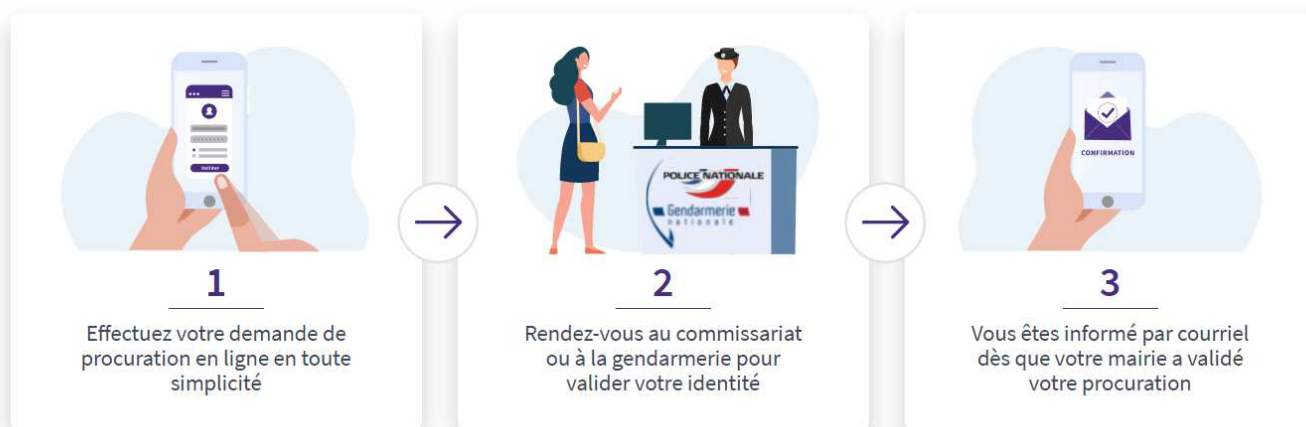 Valider
1
Effectuez votre demande de
procuration en ligne en toute
simplicité
POLICE NATIONALE
Gendarmerie
nationale
2
Rendez-vous au commissariat
ou à la gendarmerie pour
valider votre identité
CONFIRMATION
3
Vous êtes informé par courriel
dès que votre mairie a validé
votre procuration